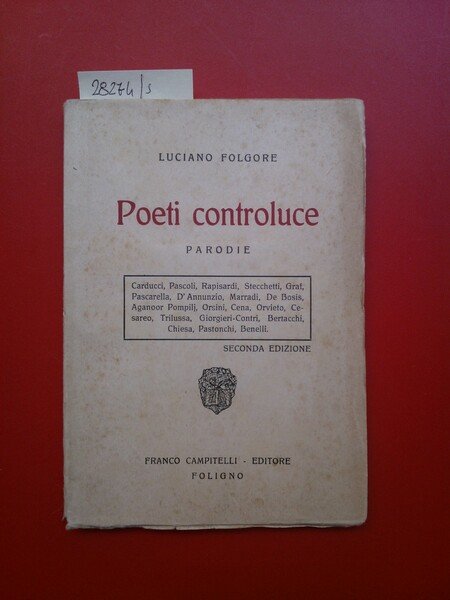 28274/s
LUCIANO FOLGORE
Poeti controluce
PARODIE
Carducci, Pascoli, Rapisardi, Stecchetti, Graf,
Pascarella, D'Annunzio, Marradi, De Bosis,
Aganoor Pompilj, Orsini, Cena, Orvieto, Ce-
sareo, Trilussa, Giorgieri-Contri, Bertacchi,
Chiesa, Pastonchi, Benelli.
SECONDA EDIZIONE
FRANCO CAMPITELLI - EDITORE
FOLIGNO